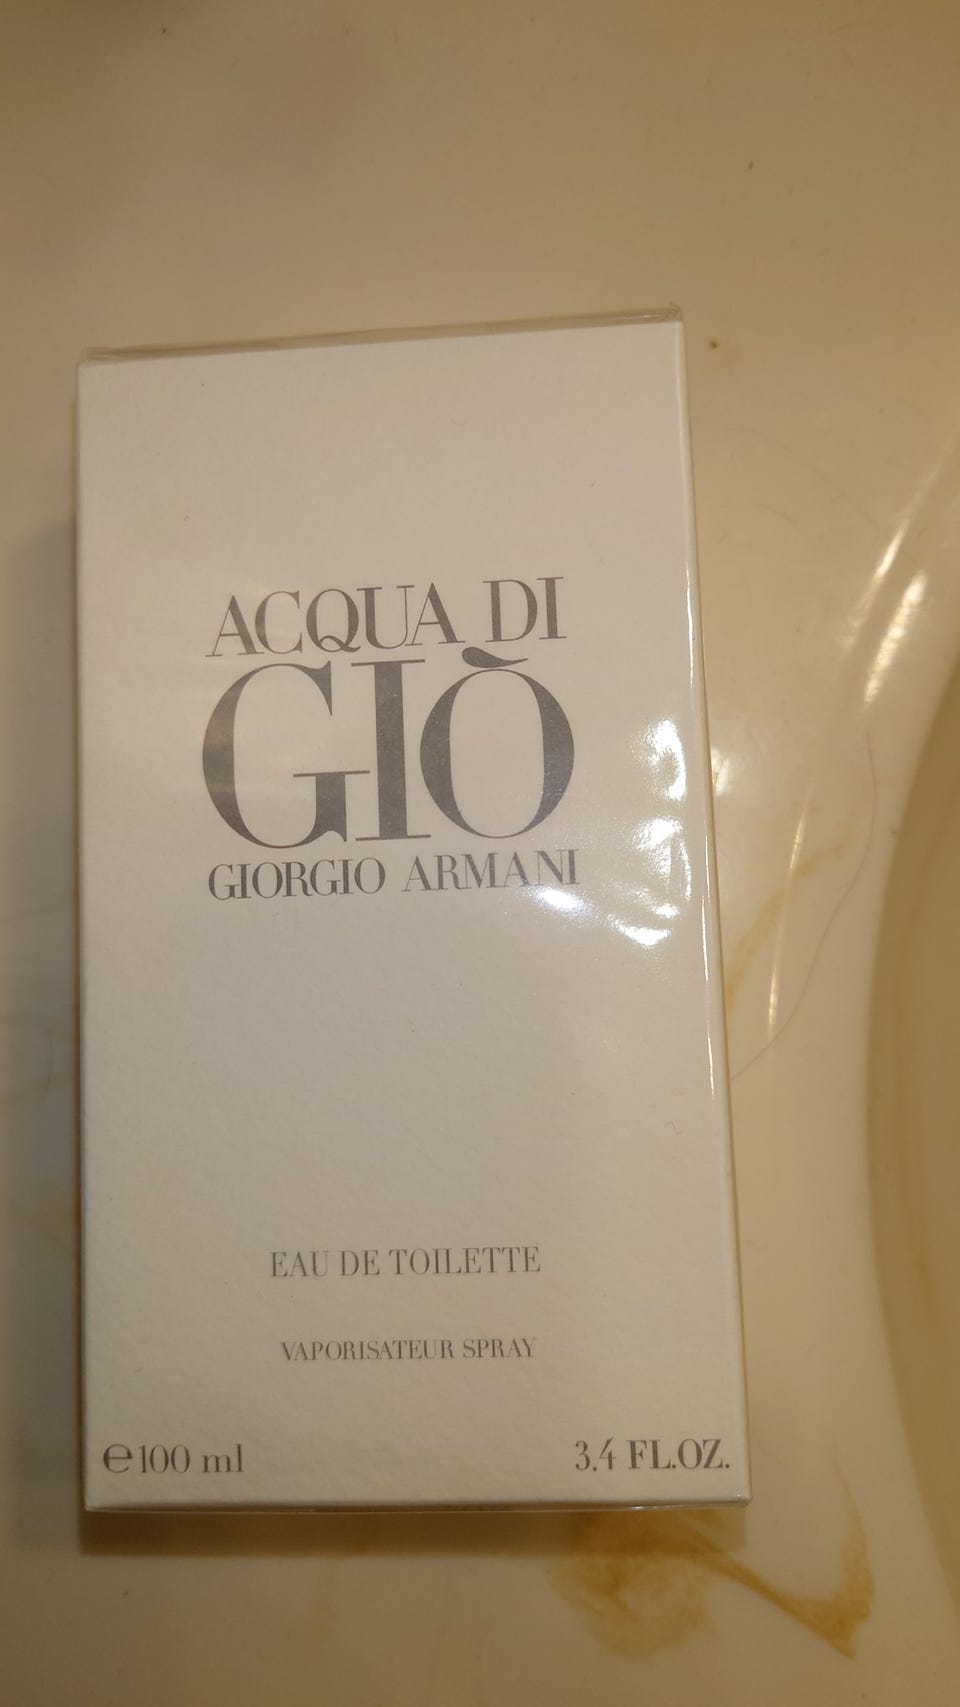 ACQUA DI
GIÒ
GIORGIO ARMANI
EAU DE TOILETTE
VAPORISATEUR SPRAY
℮100 ml 3.4 FL.OZ.